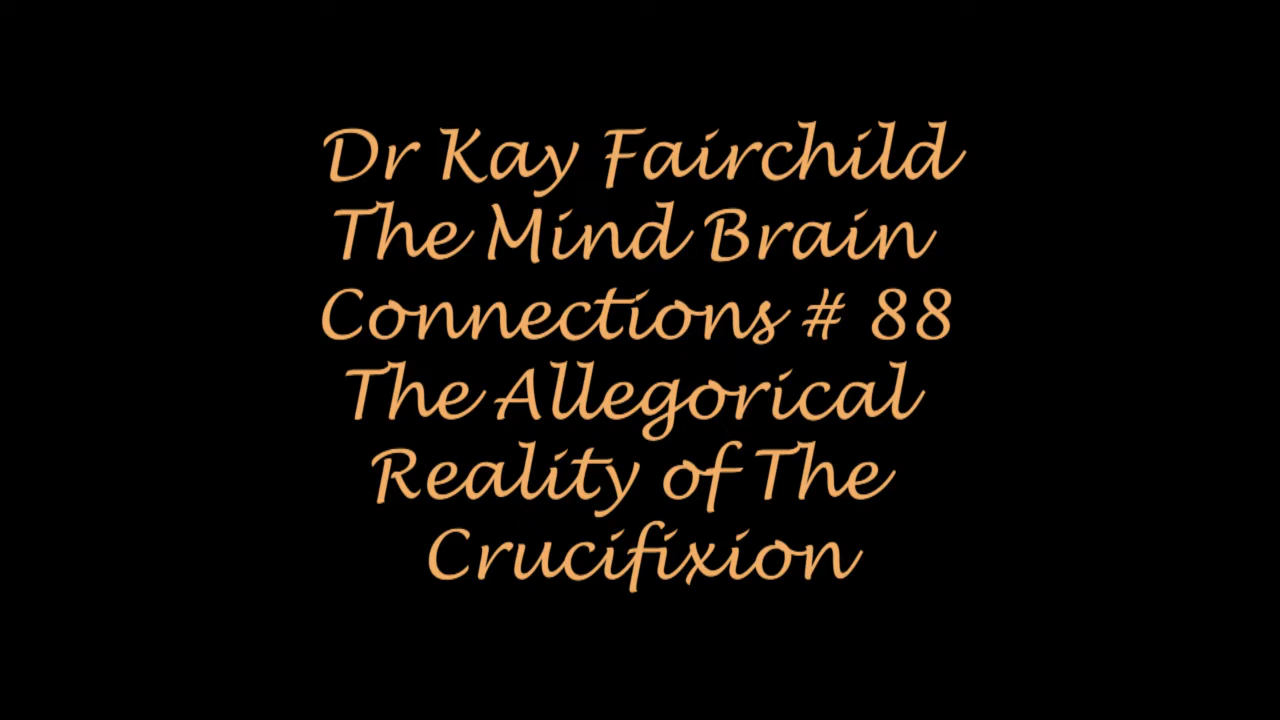 Dr Kay Fairchild
The Mind Brain
Connections # 88
The Allegorical
Reality of The
Crucifixion